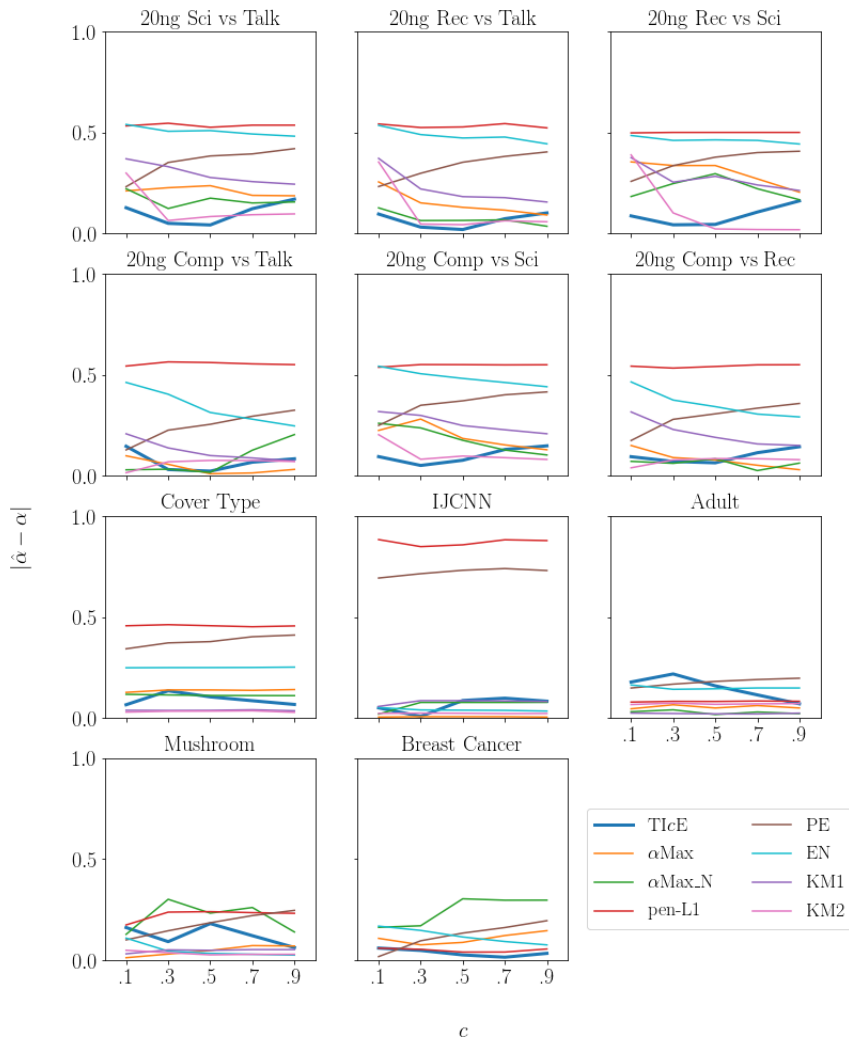 20ng Sci vs Talk
20ng Rec vs Talk
20ng Rec vs Sci
1.0
0.5
0.0
20ng Comp vs Talk
20ng Comp vs Sci
20ng Comp vs Rec
1.0
0.5
0.0
Cover Type
IJCNN
Adult
1.0
0.5
0.0
.1 .3 .5 .7 .9
|α̂ − α|
Mushroom
Breast Cancer
1.0
0.5
0.0
.1 .3 .5 .7 .9
.1 .3 .5 .7 .9
TIcE
αMax
αMax_N
pen-L1
PE
EN
KM1
KM2
c